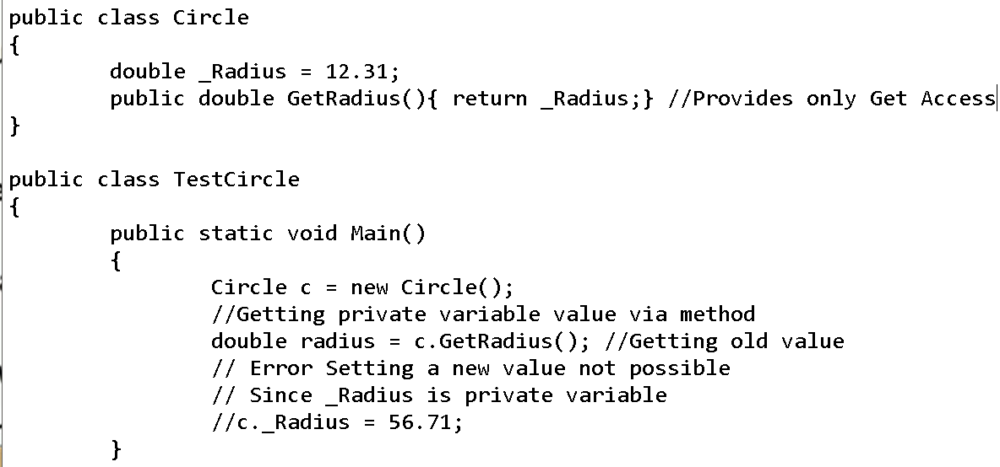 public class Circle
{
double _Radius = 12.31;
public double GetRadius(){ return _Radius;} //Provides only Get Access
}
public class TestCircle
{
public static void Main()
{
Circle c = new Circle();
//Getting private variable value via method
double radius = c.GetRadius(); //Getting old value
// Error Setting a new value not possible
// Since _Radius is private variable
//c._Radius = 56.71;
}